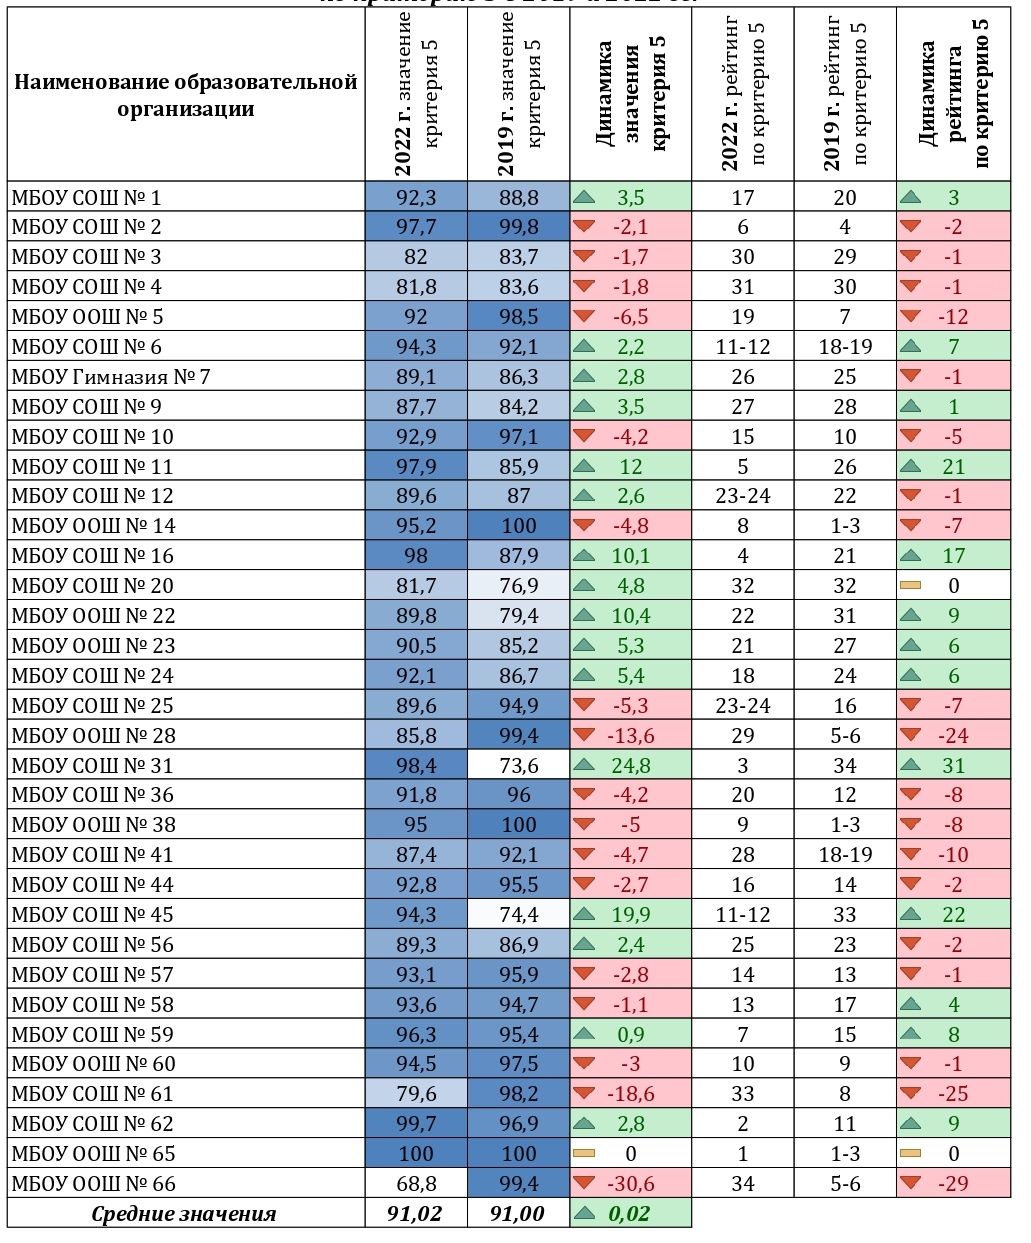 Наименование образовательной организации | 2022 г. значение критерия 5 | 2019 г. значение критерия 5 | Динамика значения критерия 5 | 2022 г. рейтинг по критерию 5 | 2019 г. рейтинг по критерию 5 | Динамика рейтинга по критерию 5
МБОУ СОШ № 1 | 92,3 | 88,8 | 3,5 | 17 | 20 | 3
МБОУ СОШ № 2 | 97,7 | 99,8 | -2,1 | 6 | 4 | -2
МБОУ СОШ № 3 | 82 | 83,7 | -1,7 | 30 | 29 | -1
МБОУ СОШ № 4 | 81,8 | 83,6 | -1,8 | 31 | 30 | -1
МБОУ ООШ № 5 | 92 | 98,5 | -6,5 | 19 | 7 | -12
МБОУ СОШ № 6 | 94,3 | 92,1 | 2,2 | 11-12 | 18-19 | 7
МБОУ Гимназия № 7 | 89,1 | 86,3 | 2,8 | 26 | 25 | -1
МБОУ СОШ № 9 | 87,7 | 84,2 | 3,5 | 27 | 28 | 1
МБОУ СОШ № 10 | 92,9 | 97,1 | -4,2 | 15 | 10 | -5
МБОУ СОШ № 11 | 97,9 | 85,9 | 12 | 5 | 26 | 21
МБОУ СОШ № 12 | 89,6 | 87 | 2,6 | 23-24 | 22 | -1
МБОУ ООШ № 14 | 95,2 | 100 | -4,8 | 8 | 1-3 | -7
МБОУ СОШ № 16 | 98 | 87,9 | 10,1 | 4 | 21 | 17
МБОУ СОШ № 20 | 81,7 | 76,9 | 4,8 | 32 | 32 | 0
МБОУ ООШ № 22 | 89,8 | 79,4 | 10,4 | 22 | 31 | 9
МБОУ ООШ № 23 | 90,5 | 85,2 | 5,3 | 21 | 27 | 6
МБОУ СОШ № 24 | 92,1 | 86,7 | 5,4 | 18 | 24 | 6
МБОУ СОШ № 25 | 89,6 | 94,9 | -5,3 | 23-24 | 16 | -7
МБОУ ООШ № 28 | 85,8 | 99,4 | -13,6 | 29 | 5-6 | -24
МБОУ СОШ № 31 | 98,4 | 73,6 | 24,8 | 3 | 34 | 31
МБОУ СОШ № 36 | 91,8 | 96 | -4,2 | 20 | 12 | -8
МБОУ ООШ № 38 | 95 | 100 | -5 | 9 | 1-3 | -8
МБОУ СОШ № 41 | 87,4 | 92,1 | -4,7 | 28 | 18-19 | -10
МБОУ СОШ № 44 | 92,8 | 95,5 | -2,7 | 16 | 14 | -2
МБОУ СОШ № 45 | 94,3 | 74,4 | 19,9 | 11-12 | 33 | 22
МБОУ СОШ № 56 | 89,3 | 86,9 | 2,4 | 25 | 23 | -2
МБОУ СОШ № 57 | 93,1 | 95,9 | -2,8 | 14 | 13 | -1
МБОУ СОШ № 58 | 93,6 | 94,7 | -1,1 | 13 | 17 | 4
МБОУ СОШ № 59 | 96,3 | 95,4 | 0,9 | 7 | 15 | 8
МБОУ ООШ № 60 | 94,5 | 97,5 | -3 | 10 | 9 | -1
МБОУ СОШ № 61 | 79,6 | 98,2 | -18,6 | 33 | 8 | -25
МБОУ СОШ № 62 | 99,7 | 96,9 | 2,8 | 2 | 11 | 9
МБОУ ООШ № 65 | 100 | 100 | 0 | 1 | 1-3 | 0
МБОУ ООШ № 66 | 68,8 | 99,4 | -30,6 | 34 | 5-6 | -29
Средние значения | 91,02 | 91,00 | 0,02